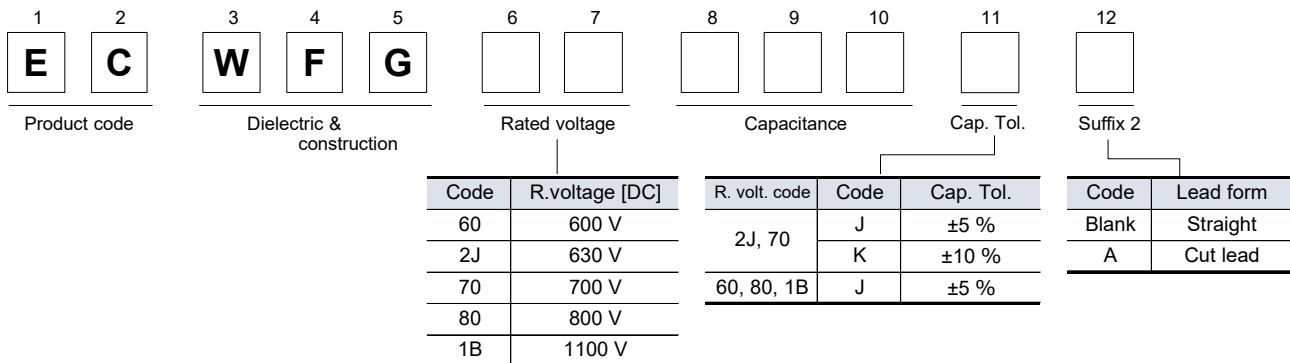 1 2 3 4 5 6 7 8 9 10 11 12
E C W F G
Product code Dielectric & Rated voltage Capacitance Cap. Tol. Suffix 2
construction
Code R.voltage [DC] R. volt. code Code Cap. Tol. Code Lead form
60 600 V 2J, 70 J ±5 % Blank Straight
2J 630 V K ±10 % A Cut lead
70 700 V 60, 80, 1B J ±5 %
80 800 V
1B 1100 V